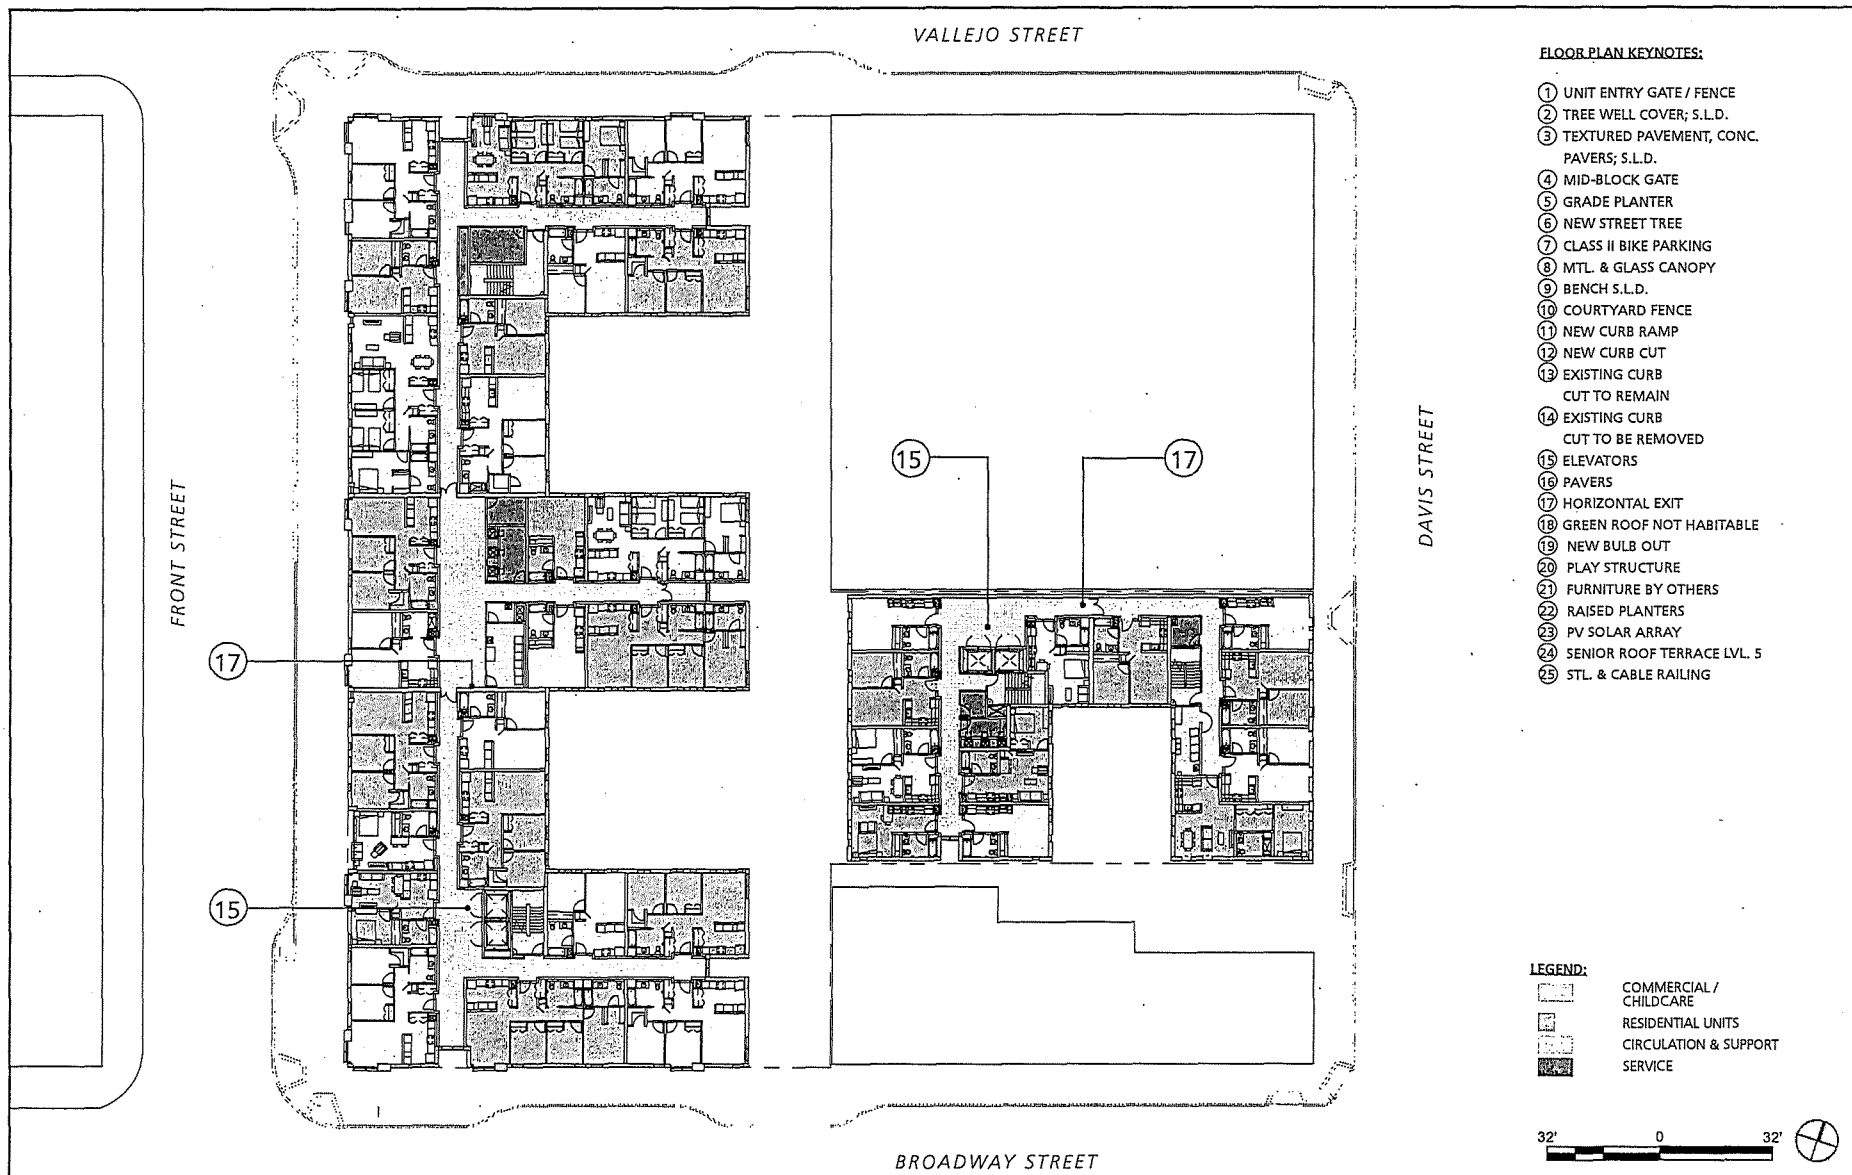 VALLEJO STREET
FLOOR PLAN KEYNOTES:
1 UNIT ENTRY GATE / FENCE
2 TREE WELL COVER; S.L.D.
3 TEXTURED PAVEMENT, CONC.
PAVERS; S.L.D.
4 MID-BLOCK GATE
5 GRADE PLANTER
6 NEW STREET TREE
7 CLASS II BIKE PARKING
8 MTL. & GLASS CANOPY
9 BENCH S.L.D.
10 COURTYARD FENCE
11 NEW CURB RAMP
12 NEW CURB CUT
13 EXISTING CURB
CUT TO REMAIN
14 EXISTING CURB
CUT TO BE REMOVED
15 ELEVATORS
16 PAVERS
17 HORIZONTAL EXIT
18 GREEN ROOF NOT HABITABLE
19 NEW BULB OUT
20 PLAY STRUCTURE
21 FURNITURE BY OTHERS
22 RAISED PLANTERS
23 PV SOLAR ARRAY
24 SENIOR ROOF TERRACE LVL. 5
25 STL. & CABLE RAILING
15
17
FRONT STREET
DAVIS STREET
17
15
LEGEND:
COMMERCIAL /
CHILDCARE
RESIDENTIAL UNITS
CIRCULATION & SUPPORT
SERVICE
32' 0 32'
BROADWAY STREET